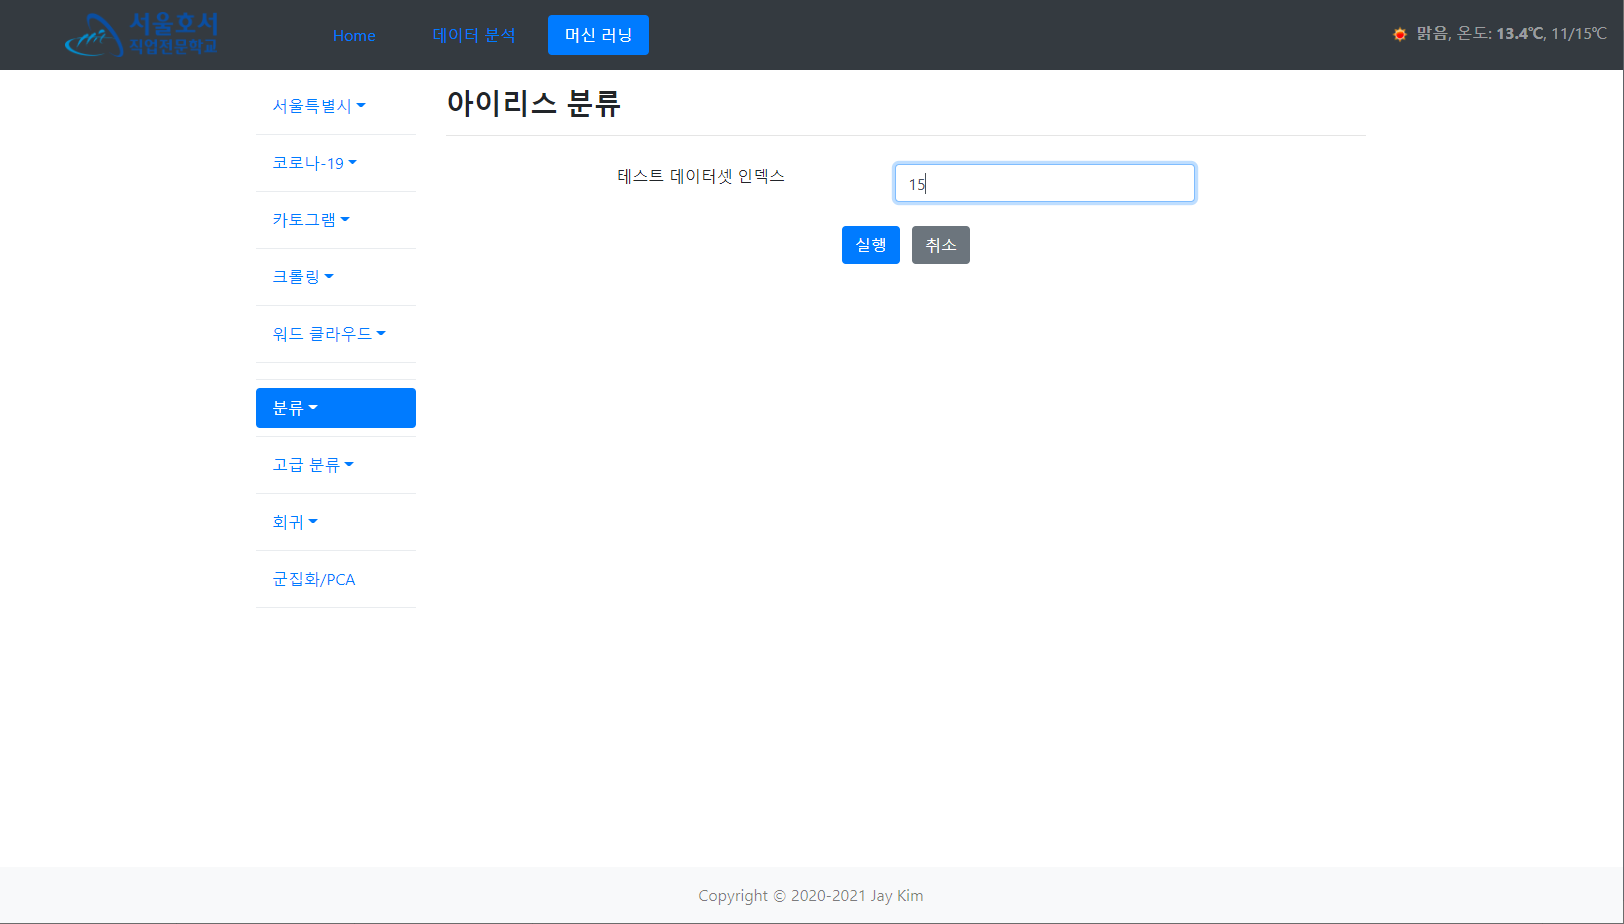 서울호서
직업전문학교
Home
데이터 분석
머신 러닝
맑음, 온도: 13.4℃, 11/15℃
서울특별시
코로나-19
카토그램
크롤링
워드 클라우드
분류
고급 분류
회귀
군집화/PCA
아이리스 분류
테스트 데이터셋 인덱스
15
실행
취소
Copyright © 2020-2021 Jay Kim